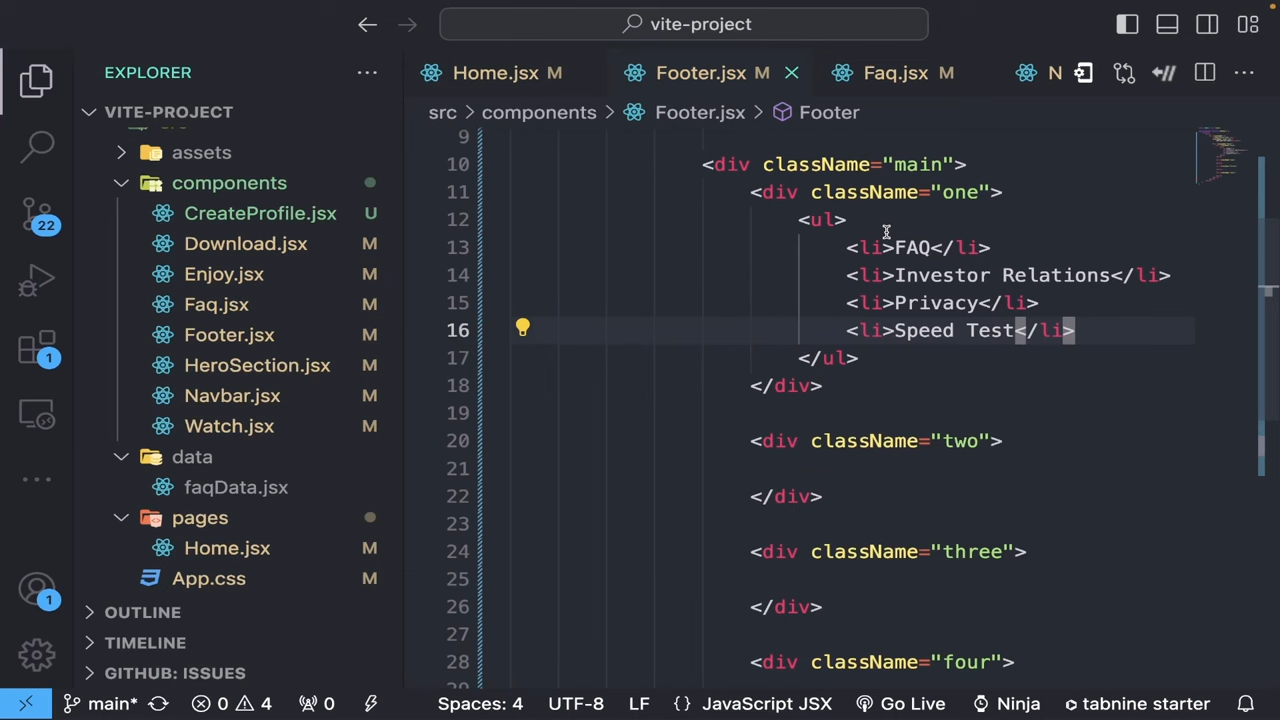 vite-project
EXPLORER
Home.jsx M
Footer.jsx M
Faq.jsx M
N
VITE-PROJECT
src > components > Footer.jsx > Footer
assets
components
CreateProfile.jsx U
Download.jsx M
Enjoy.jsx M
Faq.jsx M
Footer.jsx M
HeroSection.jsx M
Navbar.jsx M
Watch.jsx M
data
faqData.jsx
pages
Home.jsx M
App.css M
OUTLINE
TIMELINE
GITHUB: ISSUES
22
1
1
9
10 <div className="main">
11 <div className="one">
12 <ul>
13 <li>FAQ</li>
14 <li>Investor Relations</li>
15 <li>Privacy</li>
16 <li>Speed Test</li>
17 </ul>
18 </div>
19
20 <div className="two">
21
22 </div>
23
24 <div className="three">
25
26 </div>
27
28 <div className="four">
main* 0 4 0 Spaces: 4 UTF-8 LF {} JavaScript JSX Go Live Ninja tabnine starter